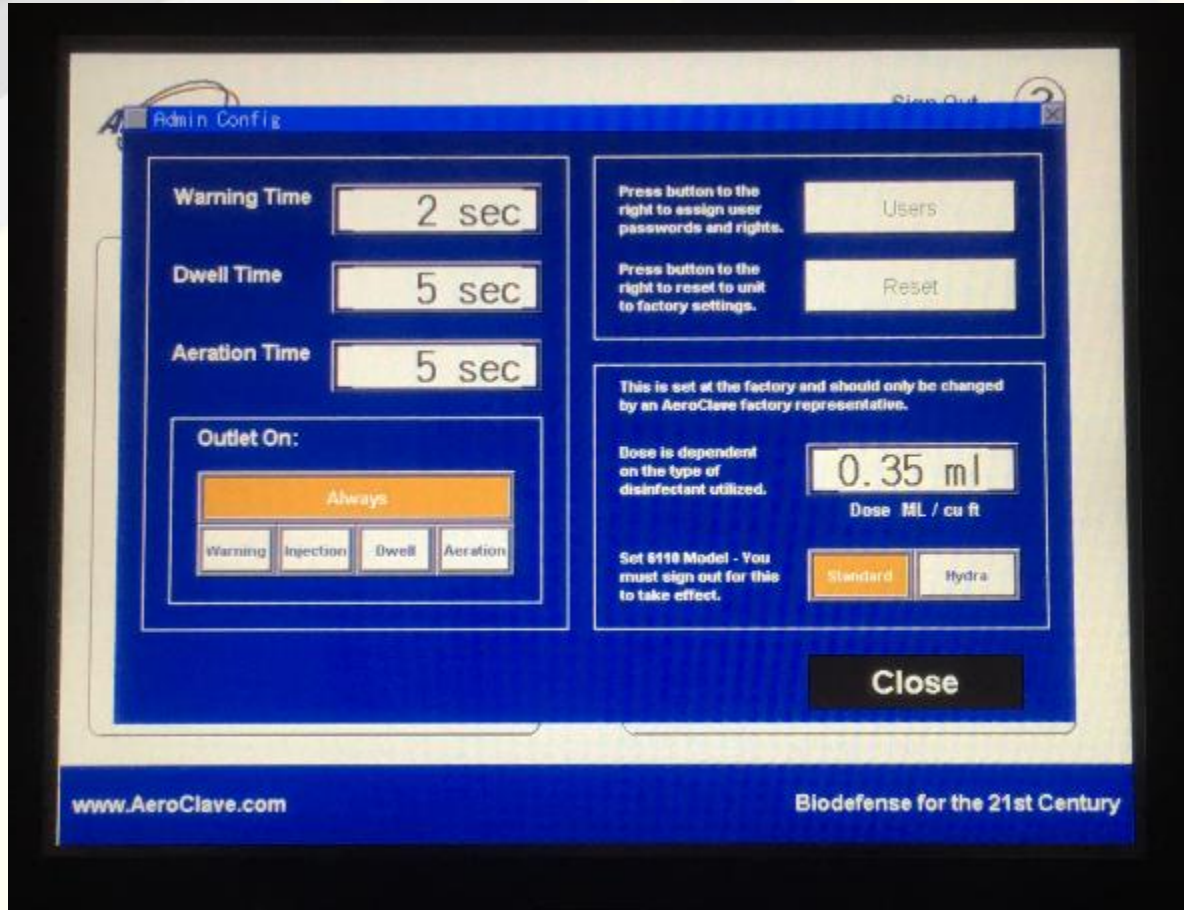 Sign Out
?
Admin Config
Warning Time
2 sec
Dwell Time
5 sec
Aeration Time
5 sec
Outlet On:
Always
Warning Injection Dwell Aeration
Press button to the
right to assign user
passwords and rights.
Users
Press button to the
right to reset to unit
to factory settings.
Reset
This is set at the factory and should only be changed
by an AeroClave factory representative.
Dose is dependent
on the type of
disinfectant utilized.
0.35 ml
Dose ML / cu ft
Set 6110 Model - You
must sign out for this
to take effect.
Standard Hydra
Close
www.AeroClave.com
Biodefense for the 21st Century